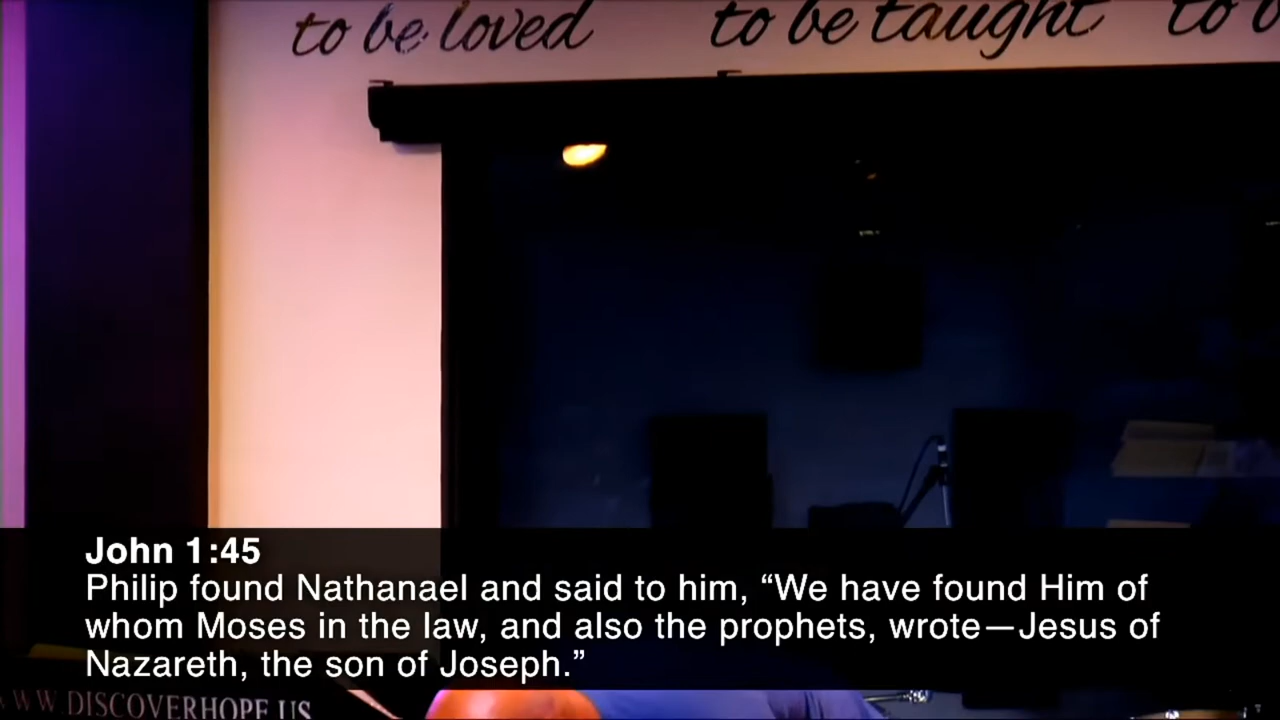 to be loved to be taught to b
John 1:45
Philip found Nathanael and said to him, “We have found Him of
whom Moses in the law, and also the prophets, wrote—Jesus of
Nazareth, the son of Joseph.”
WWW.DISCOVERHOPE.US